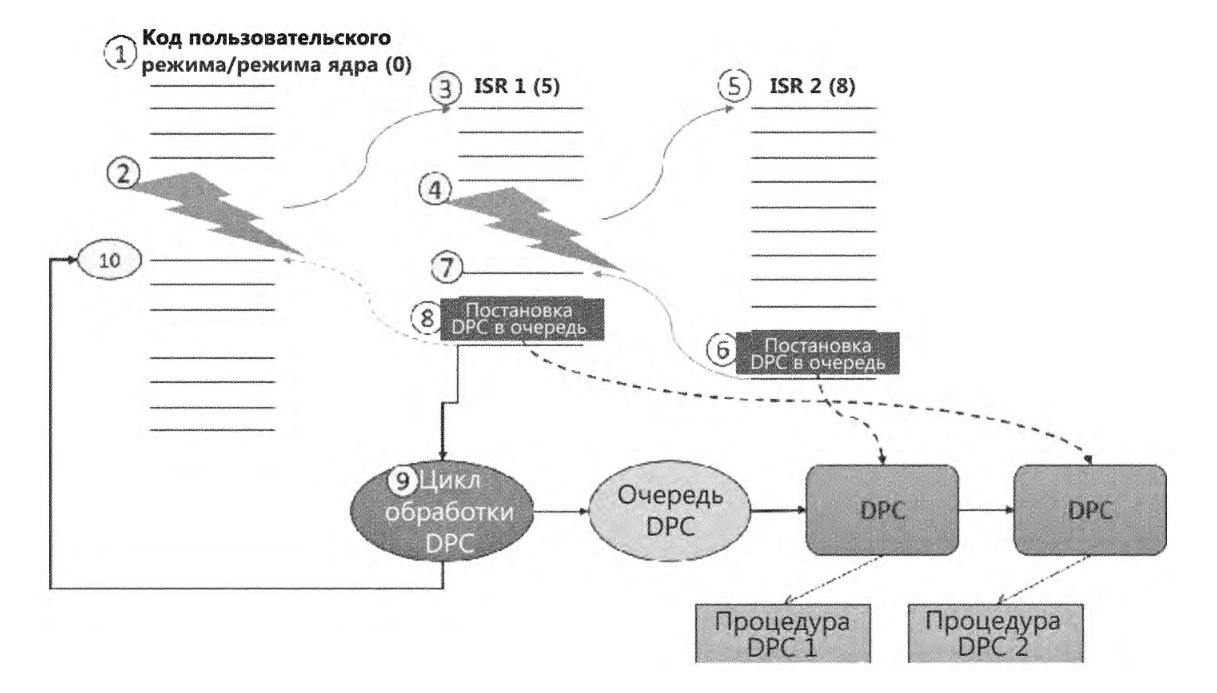 1
Код пользовательского
режима/режима ядра (0)
3
ISR 1 (5)
5
ISR 2 (8)
2
4
10
7
8
Постановка
DPC в очередь
6
Постановка
DPC в очередь
9
Цикл
обработки
DPC
Очередь
DPC
DPC
DPC
Процедура
DPC 1
Процедура
DPC 2